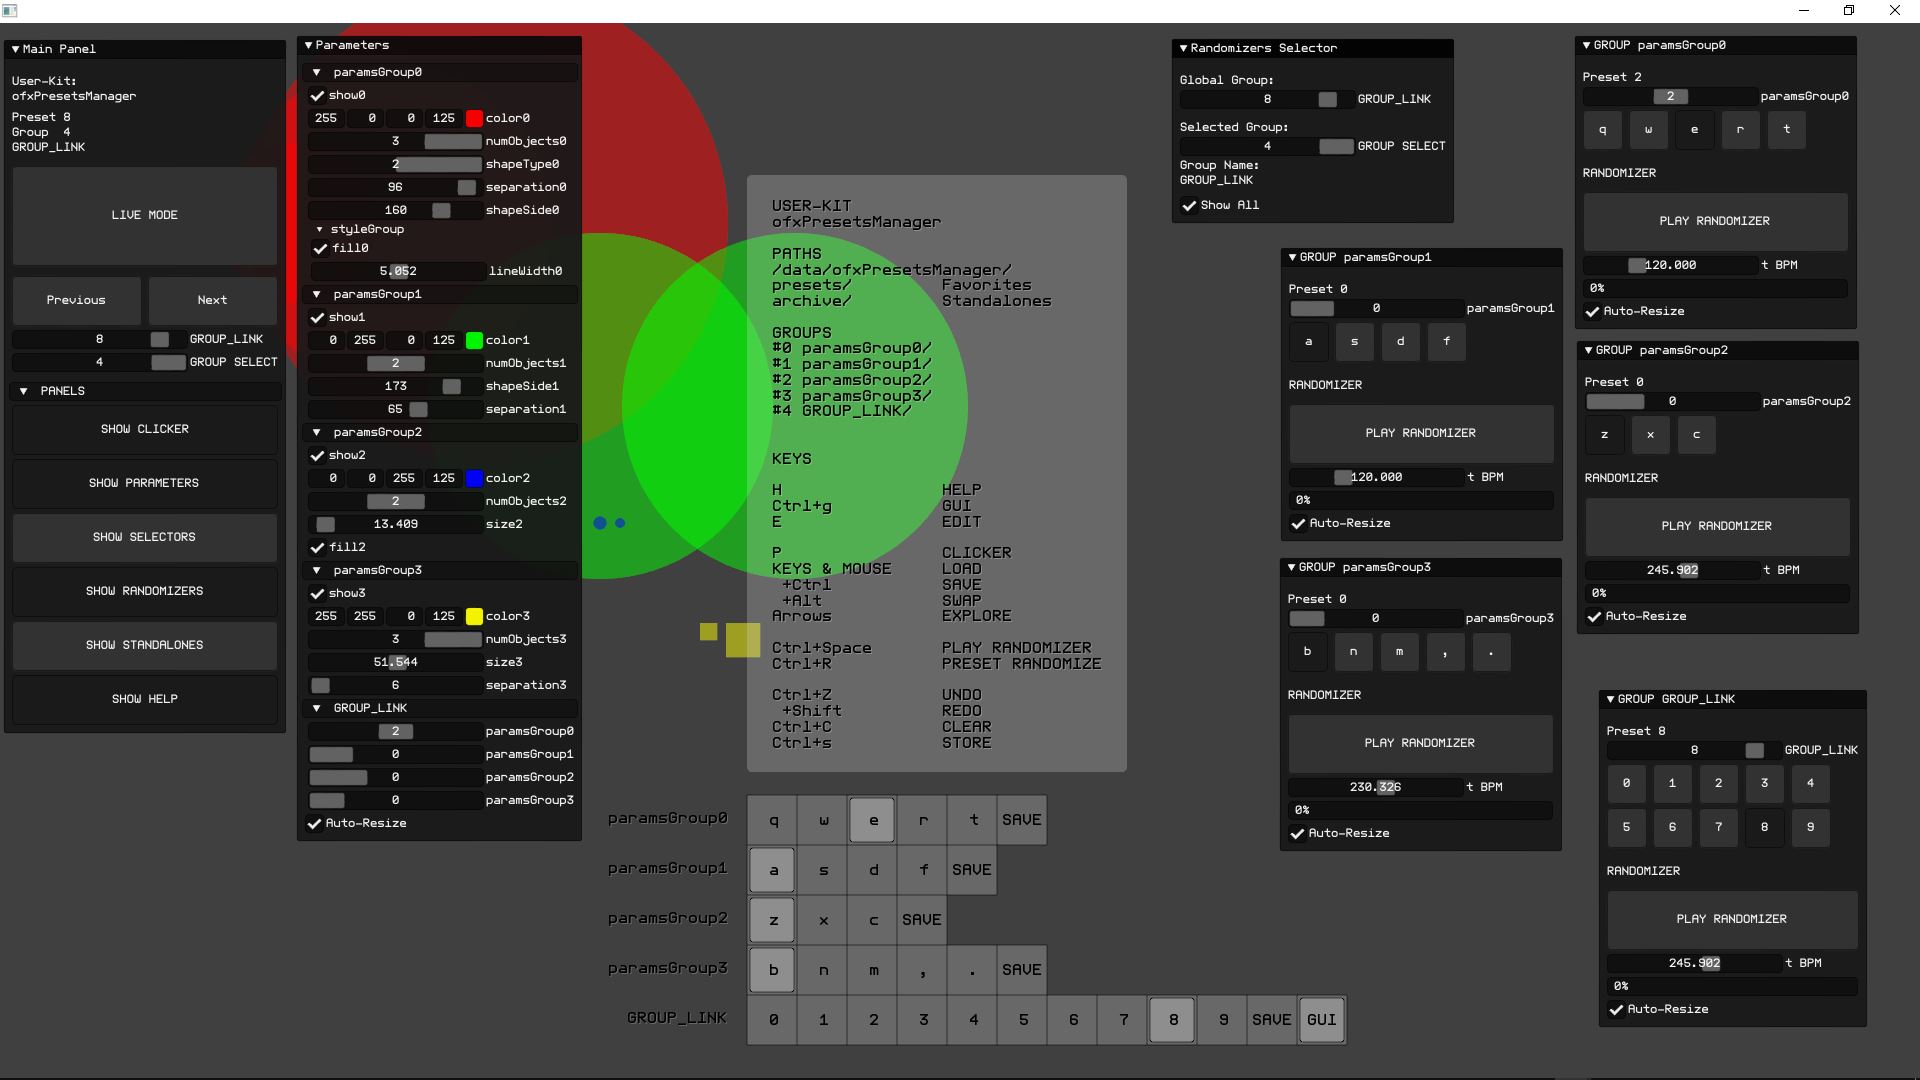 Main Panel
User-Kit:
ofxPresetsManager
Preset 8
Group  4
GROUP_LINK
LIVE MODE
Previous Next
8 GROUP_LINK
4 GROUP SELECT
PANELS
SHOW CLICKER
SHOW PARAMETERS
SHOW SELECTORS
SHOW RANDOMIZERS
SHOW STANDALONES
SHOW HELP
Parameters
paramsGroup0
show0
255 0 0 125 color0
3 numObjects0
2 shapeType0
96 separation0
160 shapeSide0
styleGroup
fill0
5.052 lineWidth0
paramsGroup1
show1
0 255 0 125 color1
2 numObjects1
173 shapeSide1
65 separation1
paramsGroup2
show2
0 0 255 125 color2
2 numObjects2
13.409 size2
fill2
paramsGroup3
show3
255 255 0 125 color3
3 numObjects3
51.544 size3
6 separation3
GROUP_LINK
2 paramsGroup0
0 paramsGroup1
0 paramsGroup2
0 paramsGroup3
Auto-Resize
USER-KIT
ofxPresetsManager
PATHS
/data/ofxPresetsManager/
presets/ Favorites
archive/ Standalones
GROUPS
#0 paramsGroup0/
#1 paramsGroup1/
#2 paramsGroup2/
#3 paramsGroup3/
#4 GROUP_LINK/
KEYS
H HELP
Ctrl+g GUI
E EDIT
P CLICKER
KEYS & MOUSE LOAD
+Ctrl SAVE
+Alt SWAP
Arrows EXPLORE
Ctrl+Space PLAY RANDOMIZER
Ctrl+R PRESET RANDOMIZE
Ctrl+Z UNDO
+Shift REDO
Ctrl+C CLEAR
Ctrl+s STORE
paramsGroup0 q w e r t SAVE
paramsGroup1 a s d f SAVE
paramsGroup2 z x c SAVE
paramsGroup3 b n m , . SAVE
GROUP_LINK 0 1 2 3 4 5 6 7 8 9 SAVE GUI
Randomizers Selector
Global Group:
8 GROUP_LINK
Selected Group:
4 GROUP SELECT
Group Name:
GROUP_LINK
Show All
GROUP paramsGroup1
Preset 0
0 paramsGroup1
a s d f
RANDOMIZER
PLAY RANDOMIZER
120.000 t BPM
0%
Auto-Resize
GROUP paramsGroup3
Preset 0
0 paramsGroup3
b n m , .
RANDOMIZER
PLAY RANDOMIZER
230.326 t BPM
0%
Auto-Resize
GROUP paramsGroup0
Preset 2
2 paramsGroup0
q w e r t
RANDOMIZER
PLAY RANDOMIZER
120.000 t BPM
0%
Auto-Resize
GROUP paramsGroup2
Preset 0
0 paramsGroup2
z x c
RANDOMIZER
PLAY RANDOMIZER
245.902 t BPM
0%
Auto-Resize
GROUP GROUP_LINK
Preset 8
8 GROUP_LINK
0 1 2 3 4
5 6 7 8 9
RANDOMIZER
PLAY RANDOMIZER
245.902 t BPM
0%
Auto-Resize